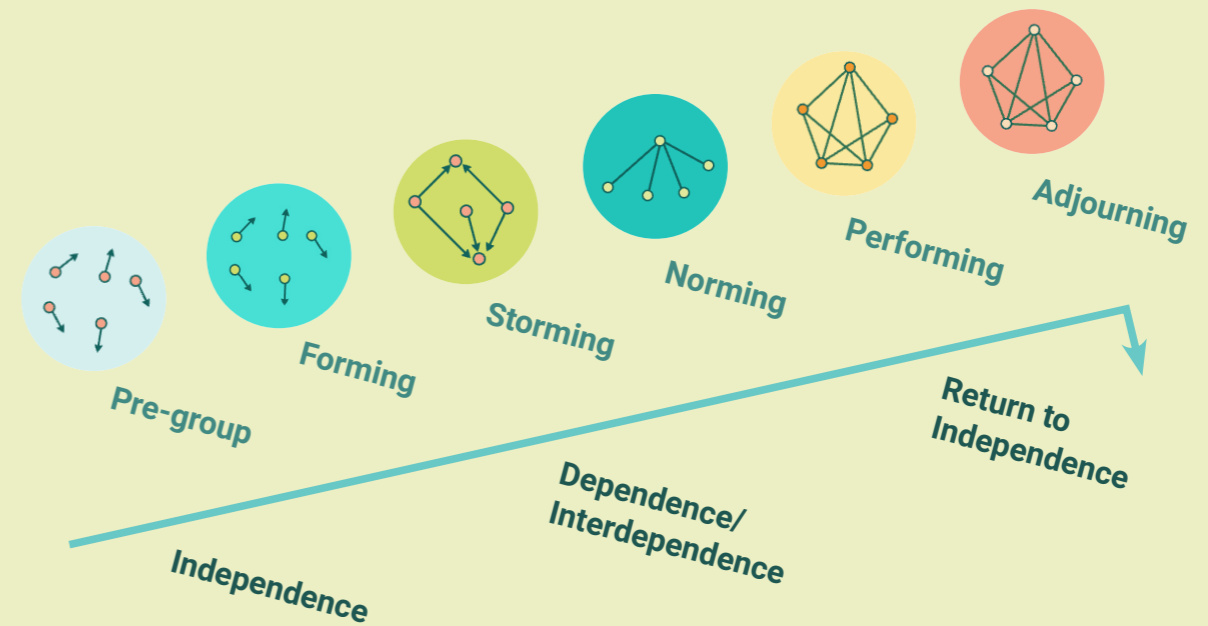 Pre-group
Forming
Storming
Norming
Performing
Adjourning
Independence
Dependence/
Interdependence
Return to
Independence